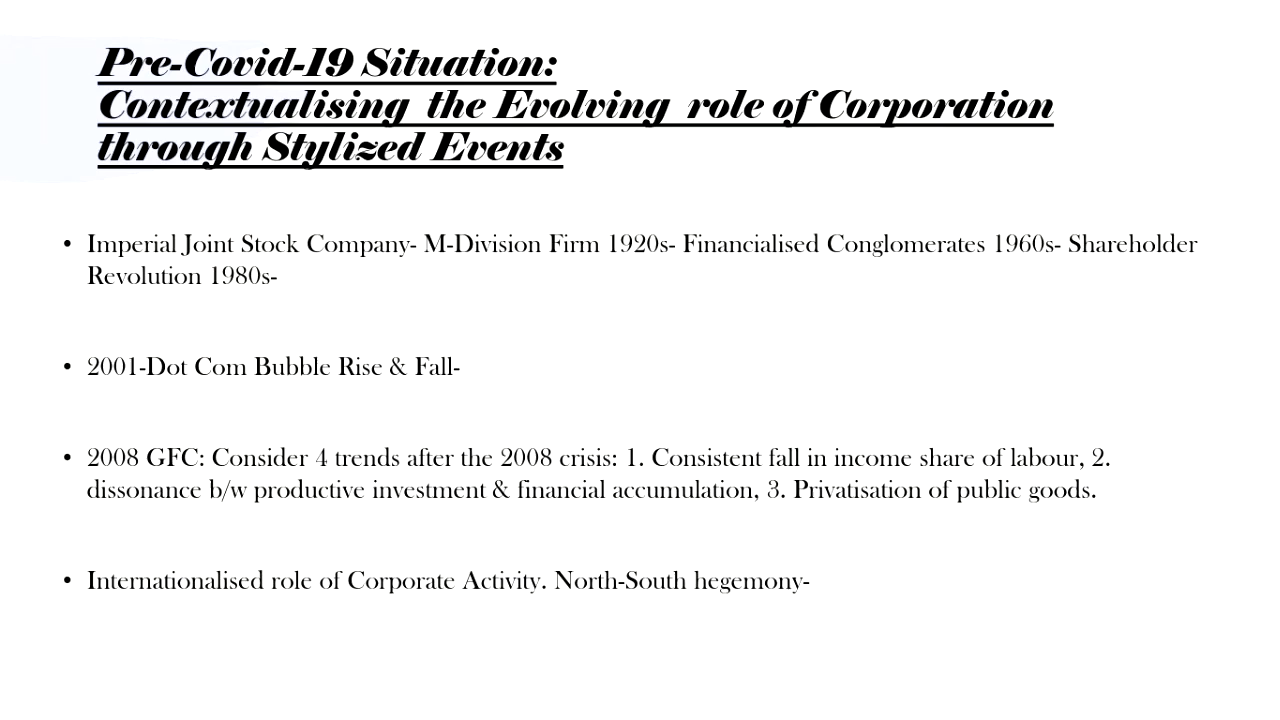 Pre-Covid-19 Situation:
Contextualising  the Evolving  role of Corporation
through Stylized Events
• Imperial Joint Stock Company- M-Division Firm 1920s- Financialised Conglomerates 1960s- Shareholder
Revolution 1980s-
• 2001-Dot Com Bubble Rise & Fall-
• 2008 GFC: Consider 4 trends after the 2008 crisis: 1. Consistent fall in income share of labour, 2.
dissonance b/w productive investment & financial accumulation, 3. Privatisation of public goods.
• Internationalised role of Corporate Activity. North-South hegemony-